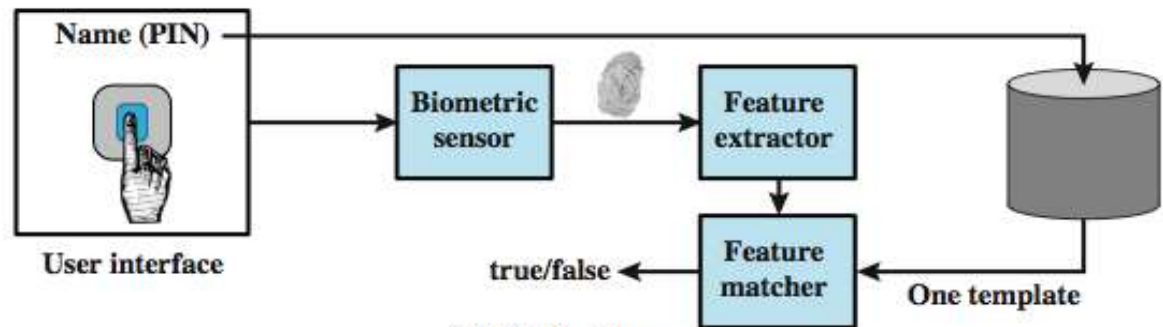 Name (PIN)
Biometric
sensor
Feature
extractor
User interface
true/false
Feature
matcher
One template